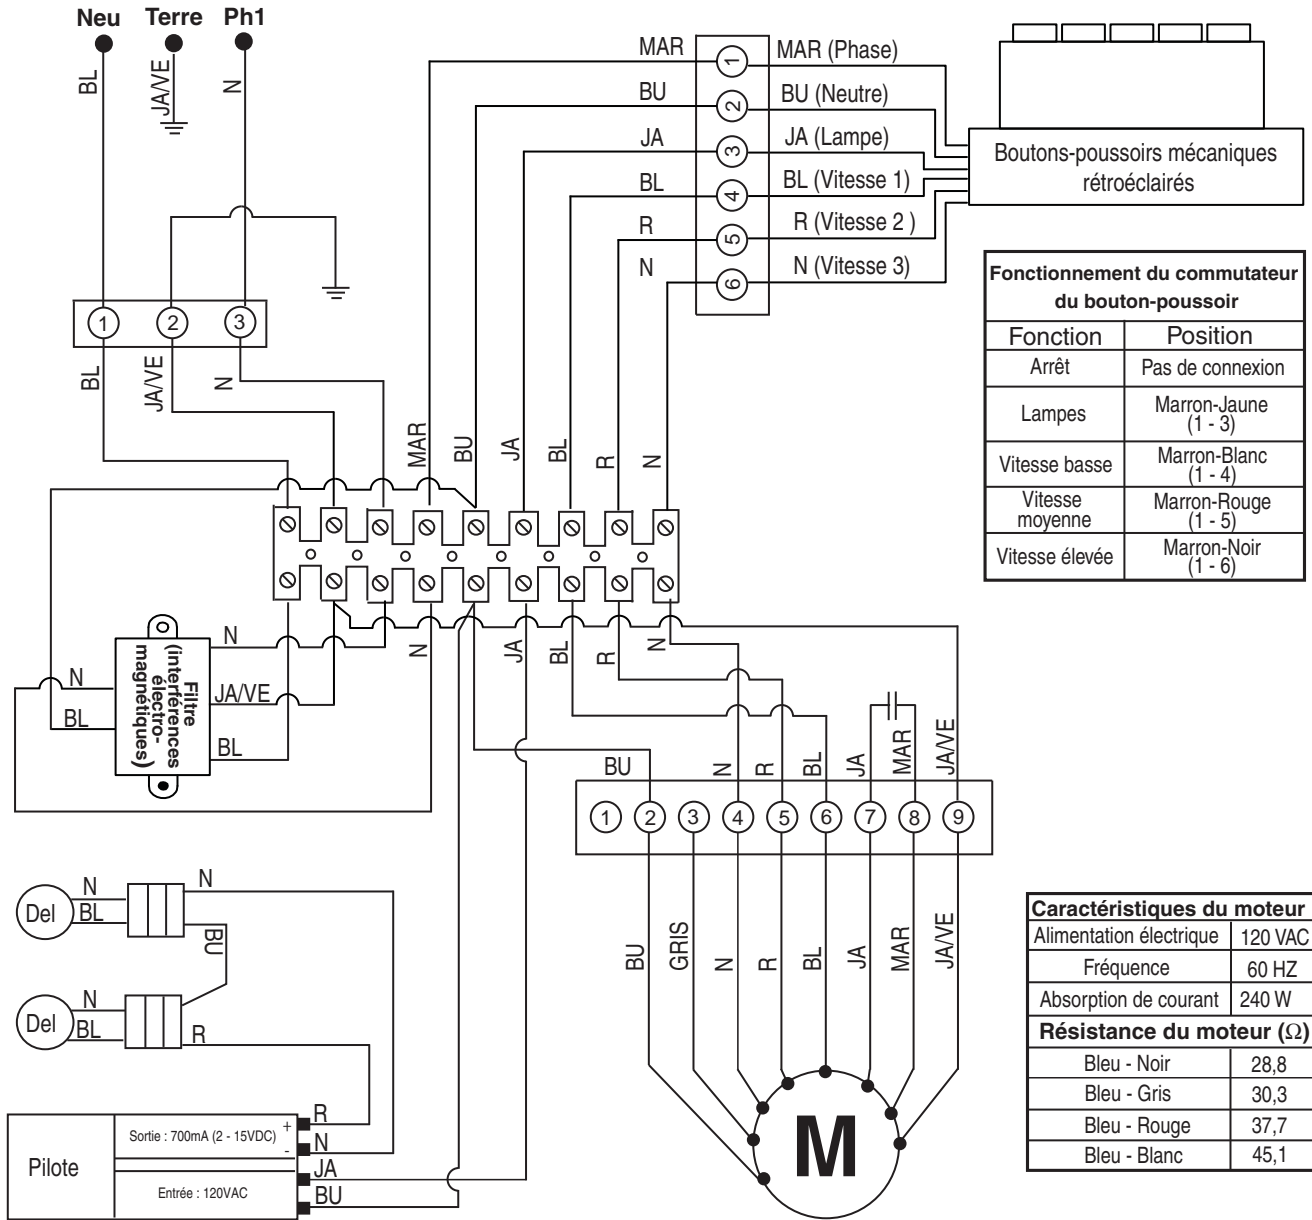 Neu Terre Ph1
BL
JA/VE
N
MAR
BU
JA
BL
R
N
1
2
3
4
5
6
MAR (Phase)
BU (Neutre)
JA (Lampe)
BL (Vitesse 1)
R (Vitesse 2 )
N (Vitesse 3)
Boutons-poussoirs mécaniques
rétroéclairés
1 2 3
BL
JA/VE
N
MAR
BU
JA
BL
R
N
Fonctionnement du commutateur
du bouton-poussoir
Fonction Position
Arrêt Pas de connexion
Lampes Marron-Jaune
(1 - 3)
Vitesse basse Marron-Blanc
(1 - 4)
Vitesse
moyenne
Marron-Rouge
(1 - 5)
Vitesse élevée Marron-Noir
(1 - 6)
N
BL
Filtre
(interférences
électro-
magnétiques)
N
JA/VE
BL
N
JA
BL
R
N
BU
N
R
BL
JA
MAR
JA/VE
1 2 3 4 5 6 7 8 9
BU
GRIS
N
R
BL
JA
MAR
JA/VE
M
Del
N
BL
N
BU
Del
N
BL
R
Pilote
Sortie : 700mA (2 - 15VDC)
+
-
Entrée : 120VAC
R
N
JA
BU
Caractéristiques du moteur
Alimentation électrique 120 VAC
Fréquence 60 HZ
Absorption de courant 240 W
Résistance du moteur (Ω)
Bleu - Noir 28,8
Bleu - Gris 30,3
Bleu - Rouge 37,7
Bleu - Blanc 45,1